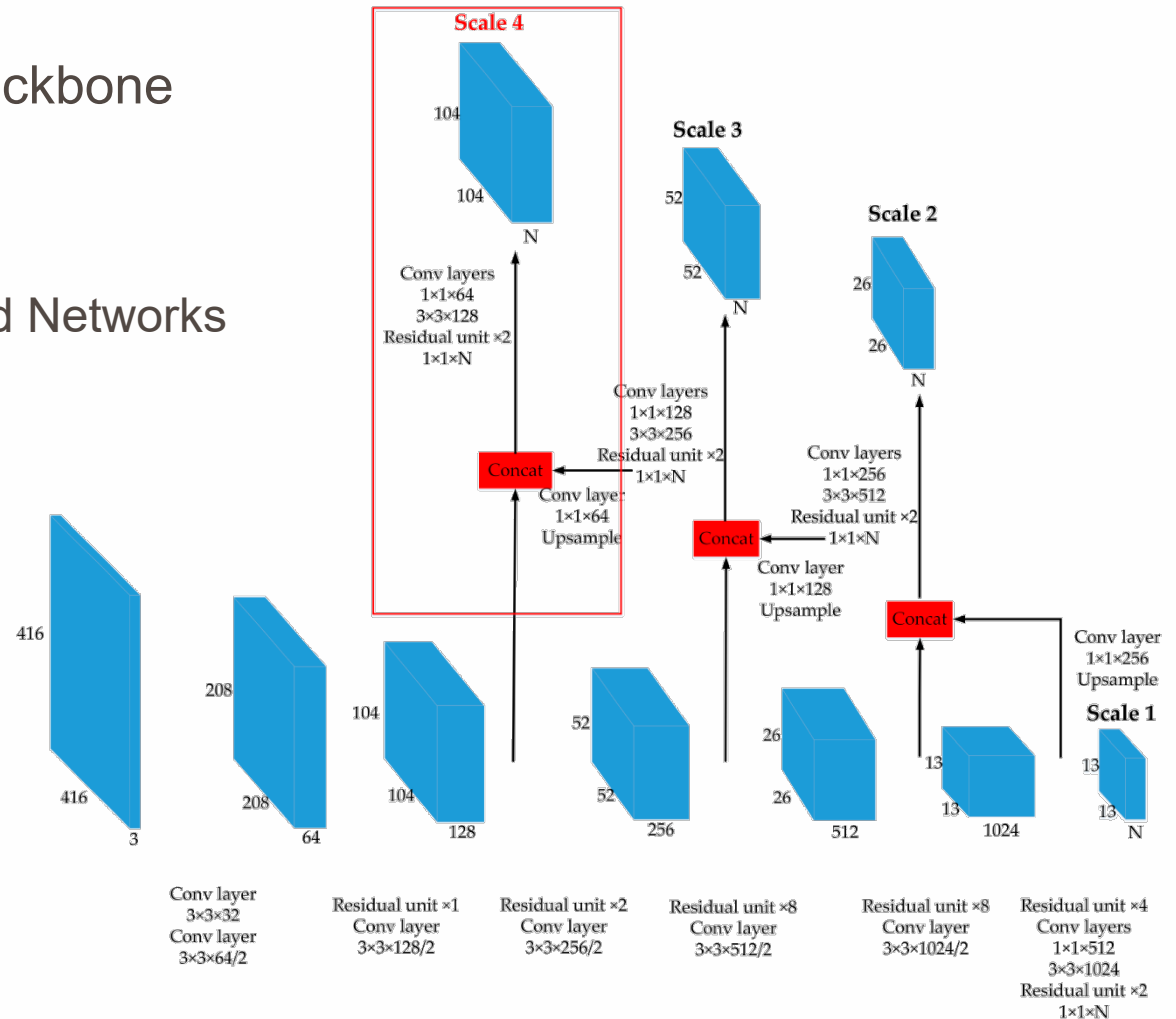 ckbone
d Networks
Scale 4
104
104
N
Conv layers
1×1×64
3×3×128
Residual unit ×2
1×1×N
Concat
Conv layer
1×1×64
Upsample
Scale 3
52
52
N
Conv layers
1×1×128
3×3×256
Residual unit ×2
1×1×N
Concat
Conv layer
1×1×128
Upsample
Scale 2
26
26
N
Conv layers
1×1×256
3×3×512
Residual unit ×2
1×1×N
Concat
Conv layer
1×1×256
Upsample
Scale 1
13
13
N
416
416
3
208
208
64
104
104
128
52
52
256
26
26
512
13
13
1024
Conv layer
3×3×32
Conv layer
3×3×64/2
Residual unit ×1
Conv layer
3×3×128/2
Residual unit ×2
Conv layer
3×3×256/2
Residual unit ×8
Conv layer
3×3×512/2
Residual unit ×8
Conv layer
3×3×1024/2
Residual unit ×4
Conv layers
1×1×512
3×3×1024
Residual unit ×2
1×1×N